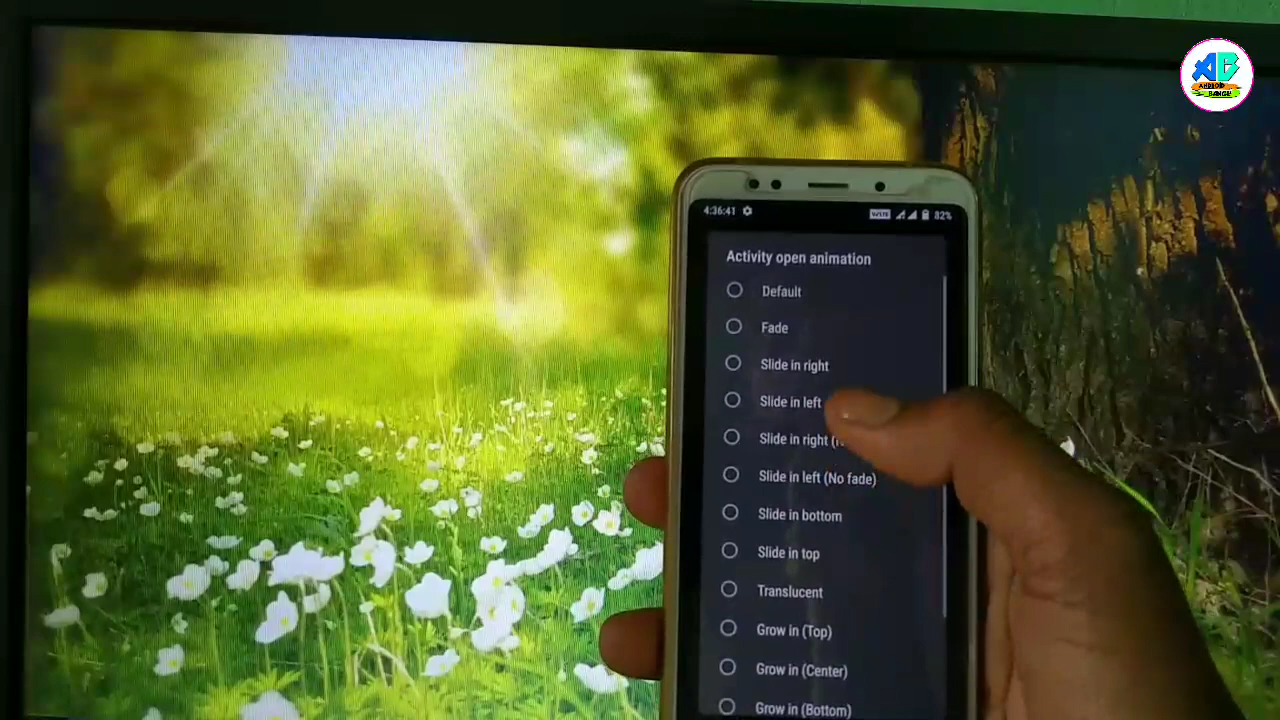 ANDROID
BANGLA
4:36:41
82%
Activity open animation
Default
Fade
Slide in right
Slide in left
Slide in right (
Slide in left (No fade)
Slide in bottom
Slide in top
Translucent
Grow in (Top)
Grow in (Center)
Grow in (Bottom)